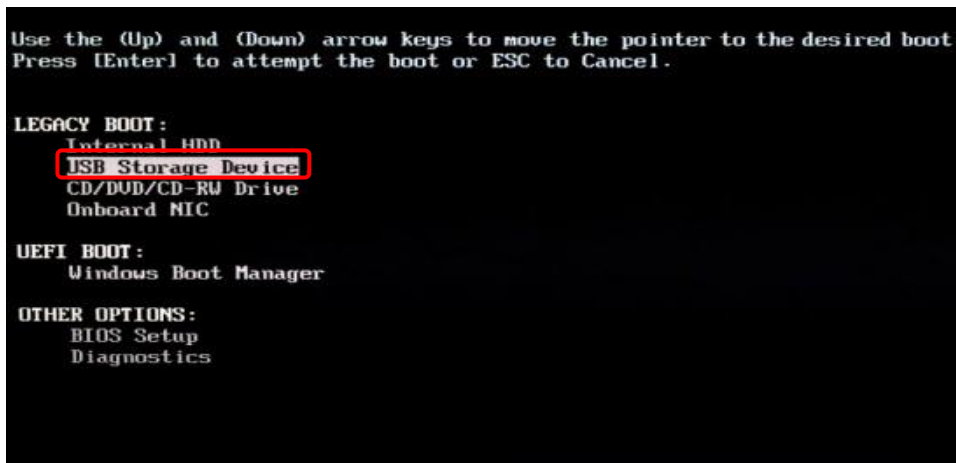 Use the (Up) and (Down) arrow keys to move the pointer to the desired boot
Press [Enter] to attempt the boot or ESC to Cancel.
LEGACY BOOT:
Internal HDD
USB Storage Device
CD/DVD/CD-RW Drive
Onboard NIC
UEFI BOOT:
Windows Boot Manager
OTHER OPTIONS:
BIOS Setup
Diagnostics